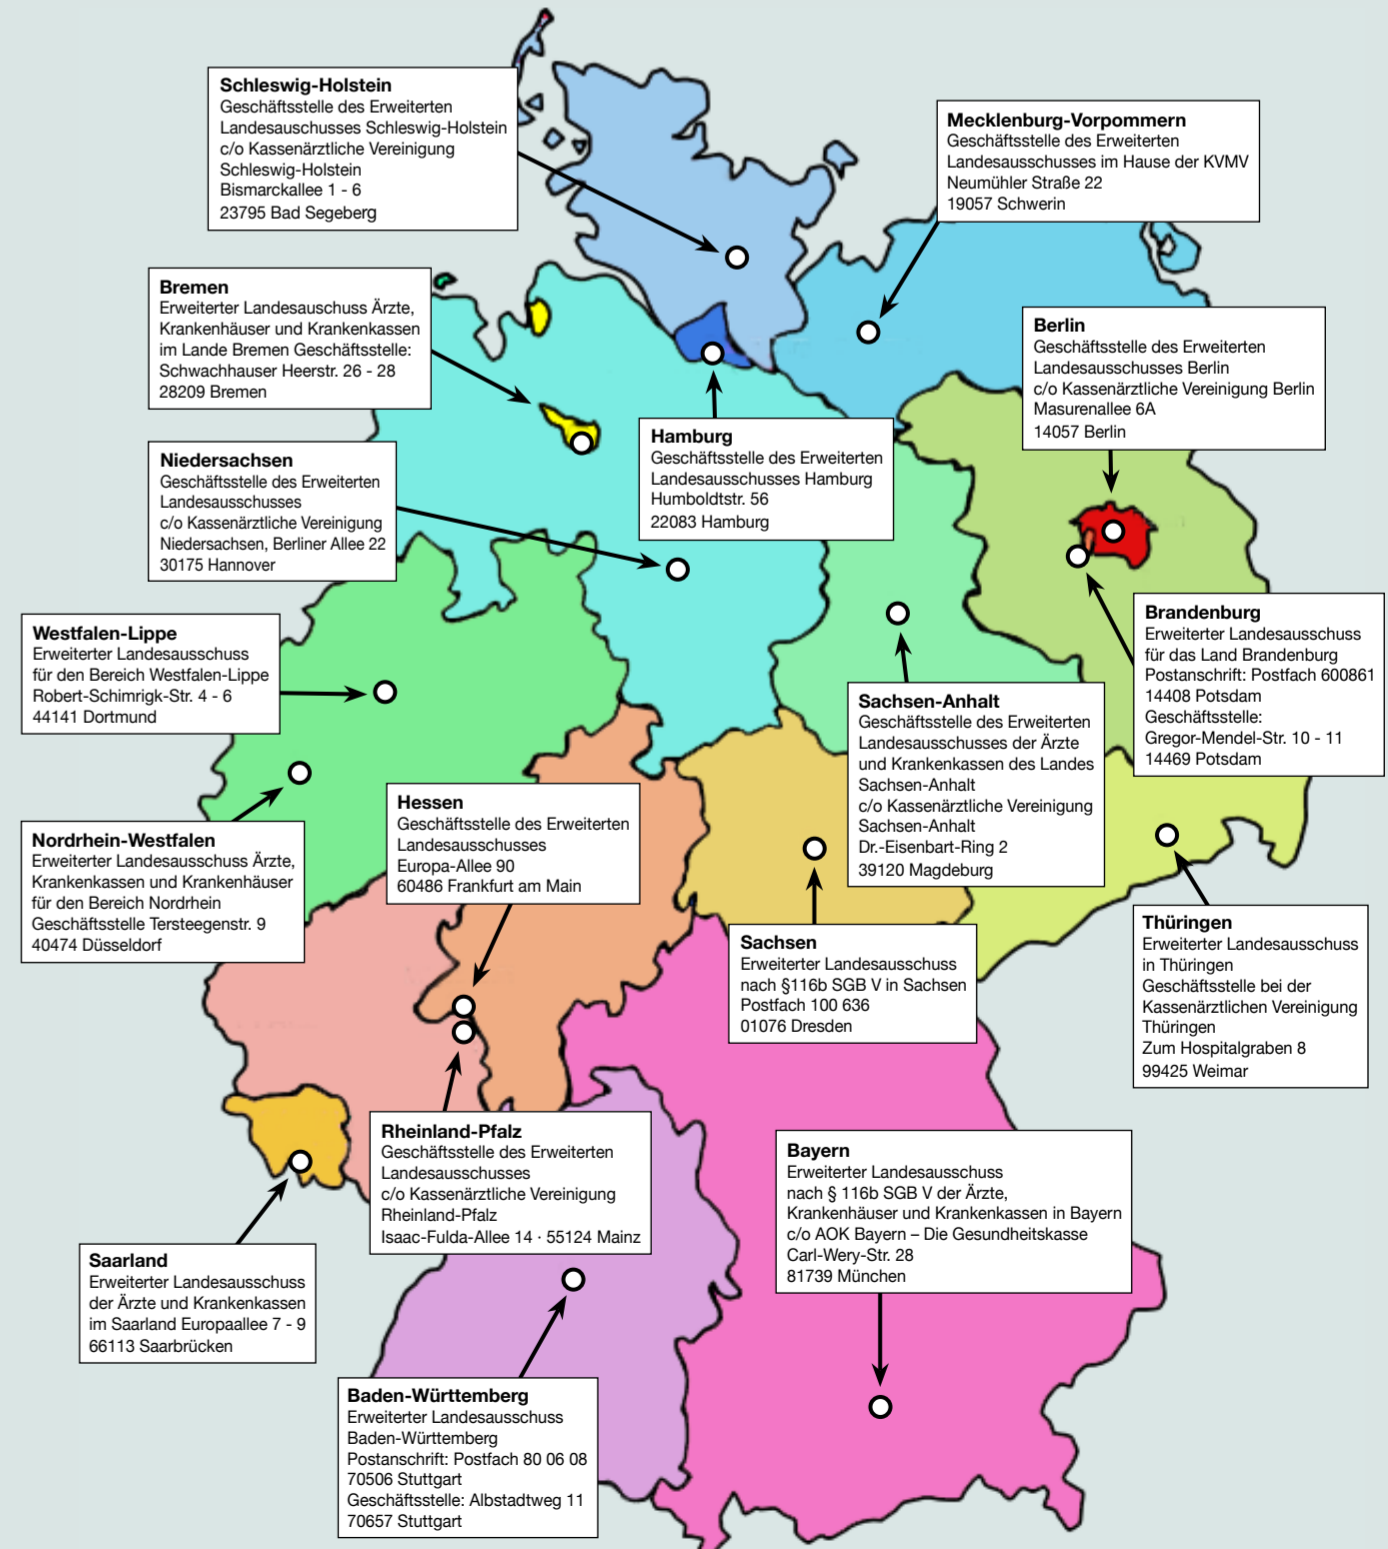 Schleswig-Holstein
Geschäftsstelle des Erweiterten
Landesauschusses Schleswig-Holstein
c/o Kassenärztliche Vereinigung
Schleswig-Holstein
Bismarckallee 1 - 6
23795 Bad Segeberg
Mecklenburg-Vorpommern
Geschäftsstelle des Erweiterten
Landesausschusses im Hause der KVMV
Neumühler Straße 22
19057 Schwerin
Bremen
Erweiterter Landesauschuss Ärzte,
Krankenhäuser und Krankenkassen
im Lande Bremen Geschäftsstelle:
Schwachhauser Heerstr. 26 - 28
28209 Bremen
Berlin
Geschäftsstelle des Erweiterten
Landesausschusses Berlin
c/o Kassenärztliche Vereinigung Berlin
Masurenallee 6A
14057 Berlin
Hamburg
Geschäftsstelle des Erweiterten
Landesausschusses Hamburg
Humboldtstr. 56
22083 Hamburg
Niedersachsen
Geschäftsstelle des Erweiterten
Landesausschusses
c/o Kassenärztliche Vereinigung
Niedersachsen, Berliner Allee 22
30175 Hannover
Westfalen-Lippe
Erweiterter Landesausschuss
für den Bereich Westfalen-Lippe
Robert-Schimrigk-Str. 4 - 6
44141 Dortmund
Brandenburg
Erweiterter Landesausschuss
für das Land Brandenburg
Postanschrift: Postfach 600861
14408 Potsdam
Geschäftsstelle:
Gregor-Mendel-Str. 10 - 11
14469 Potsdam
Sachsen-Anhalt
Geschäftsstelle des Erweiterten
Landesausschusses der Ärzte
und Krankenkassen des Landes
Sachsen-Anhalt
c/o Kassenärztliche Vereinigung
Sachsen-Anhalt
Dr.-Eisenbart-Ring 2
39120 Magdeburg
Hessen
Geschäftsstelle des Erweiterten
Landesausschusses
Europa-Allee 90
60486 Frankfurt am Main
Nordrhein-Westfalen
Erweiterter Landesausschuss Ärzte,
Krankenkassen und Krankenhäuser
für den Bereich Nordrhein
Geschäftsstelle Tersteegenstr. 9
40474 Düsseldorf
Sachsen
Erweiterter Landesausschuss
nach §116b SGB V in Sachsen
Postfach 100 636
01076 Dresden
Thüringen
Erweiterter Landesausschuss
in Thüringen
Geschäftsstelle bei der
Kassenärztlichen Vereinigung
Thüringen
Zum Hospitalgraben 8
99425 Weimar
Rheinland-Pfalz
Geschäftsstelle des Erweiterten
Landesausschusses
c/o Kassenärztliche Vereinigung
Rheinland-Pfalz
Isaac-Fulda-Allee 14 · 55124 Mainz
Bayern
Erweiterter Landesausschuss
nach § 116b SGB V der Ärzte,
Krankenhäuser und Krankenkassen in Bayern
c/o AOK Bayern – Die Gesundheitskasse
Carl-Wery-Str. 28
81739 München
Saarland
Erweiterter Landesausschuss
der Ärzte und Krankenkassen
im Saarland Europaallee 7 - 9
66113 Saarbrücken
Baden-Württemberg
Erweiterter Landesausschuss
Baden-Württemberg
Postanschrift: Postfach 80 06 08
70506 Stuttgart
Geschäftsstelle: Albstadtweg 11
70657 Stuttgart